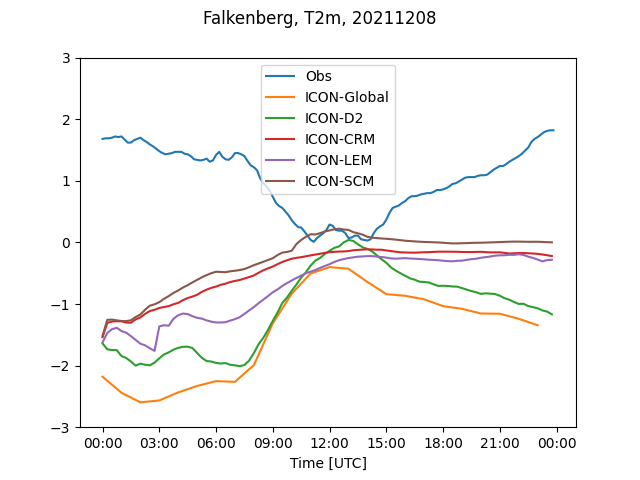 Falkenberg, T2m, 20211208
3
2
1
0
−1
−2
−3
Obs
ICON-Global
ICON-D2
ICON-CRM
ICON-LEM
ICON-SCM
00:00 03:00 06:00 09:00 12:00 15:00 18:00 21:00 00:00
Time [UTC]